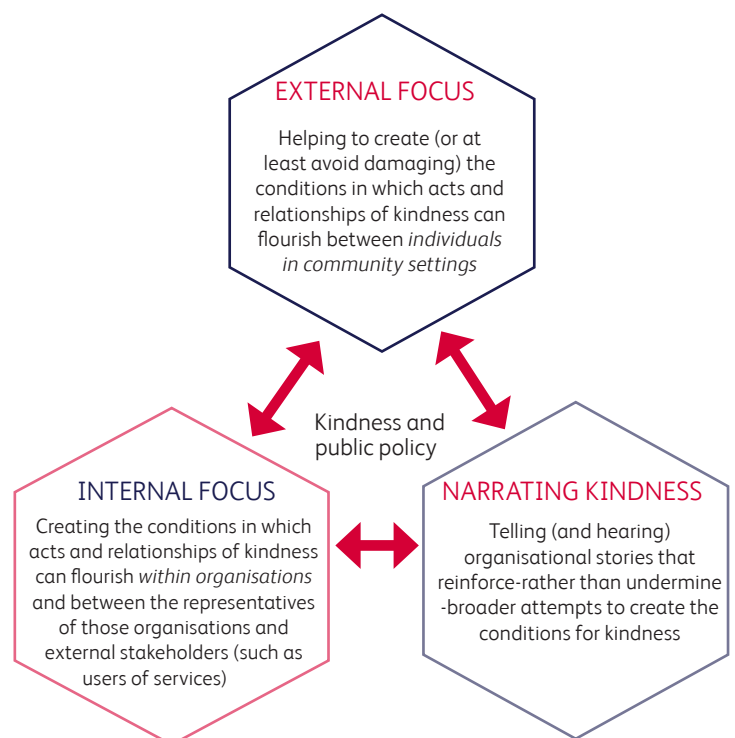 EXTERNAL FOCUS
Helping to create (or at
least avoid damaging) the
conditions in which acts and
relationships of kindness can
flourish between individuals
in community settings
Kindness and
public policy
INTERNAL FOCUS
Creating the conditions in which
acts and relationships of kindness
can flourish within organisations
and between the representatives
of those organisations and
external stakeholders (such as
users of services)
NARRATING KINDNESS
Telling (and hearing)
organisational stories that
reinforce-rather than undermine
-broader attempts to create the
conditions for kindness